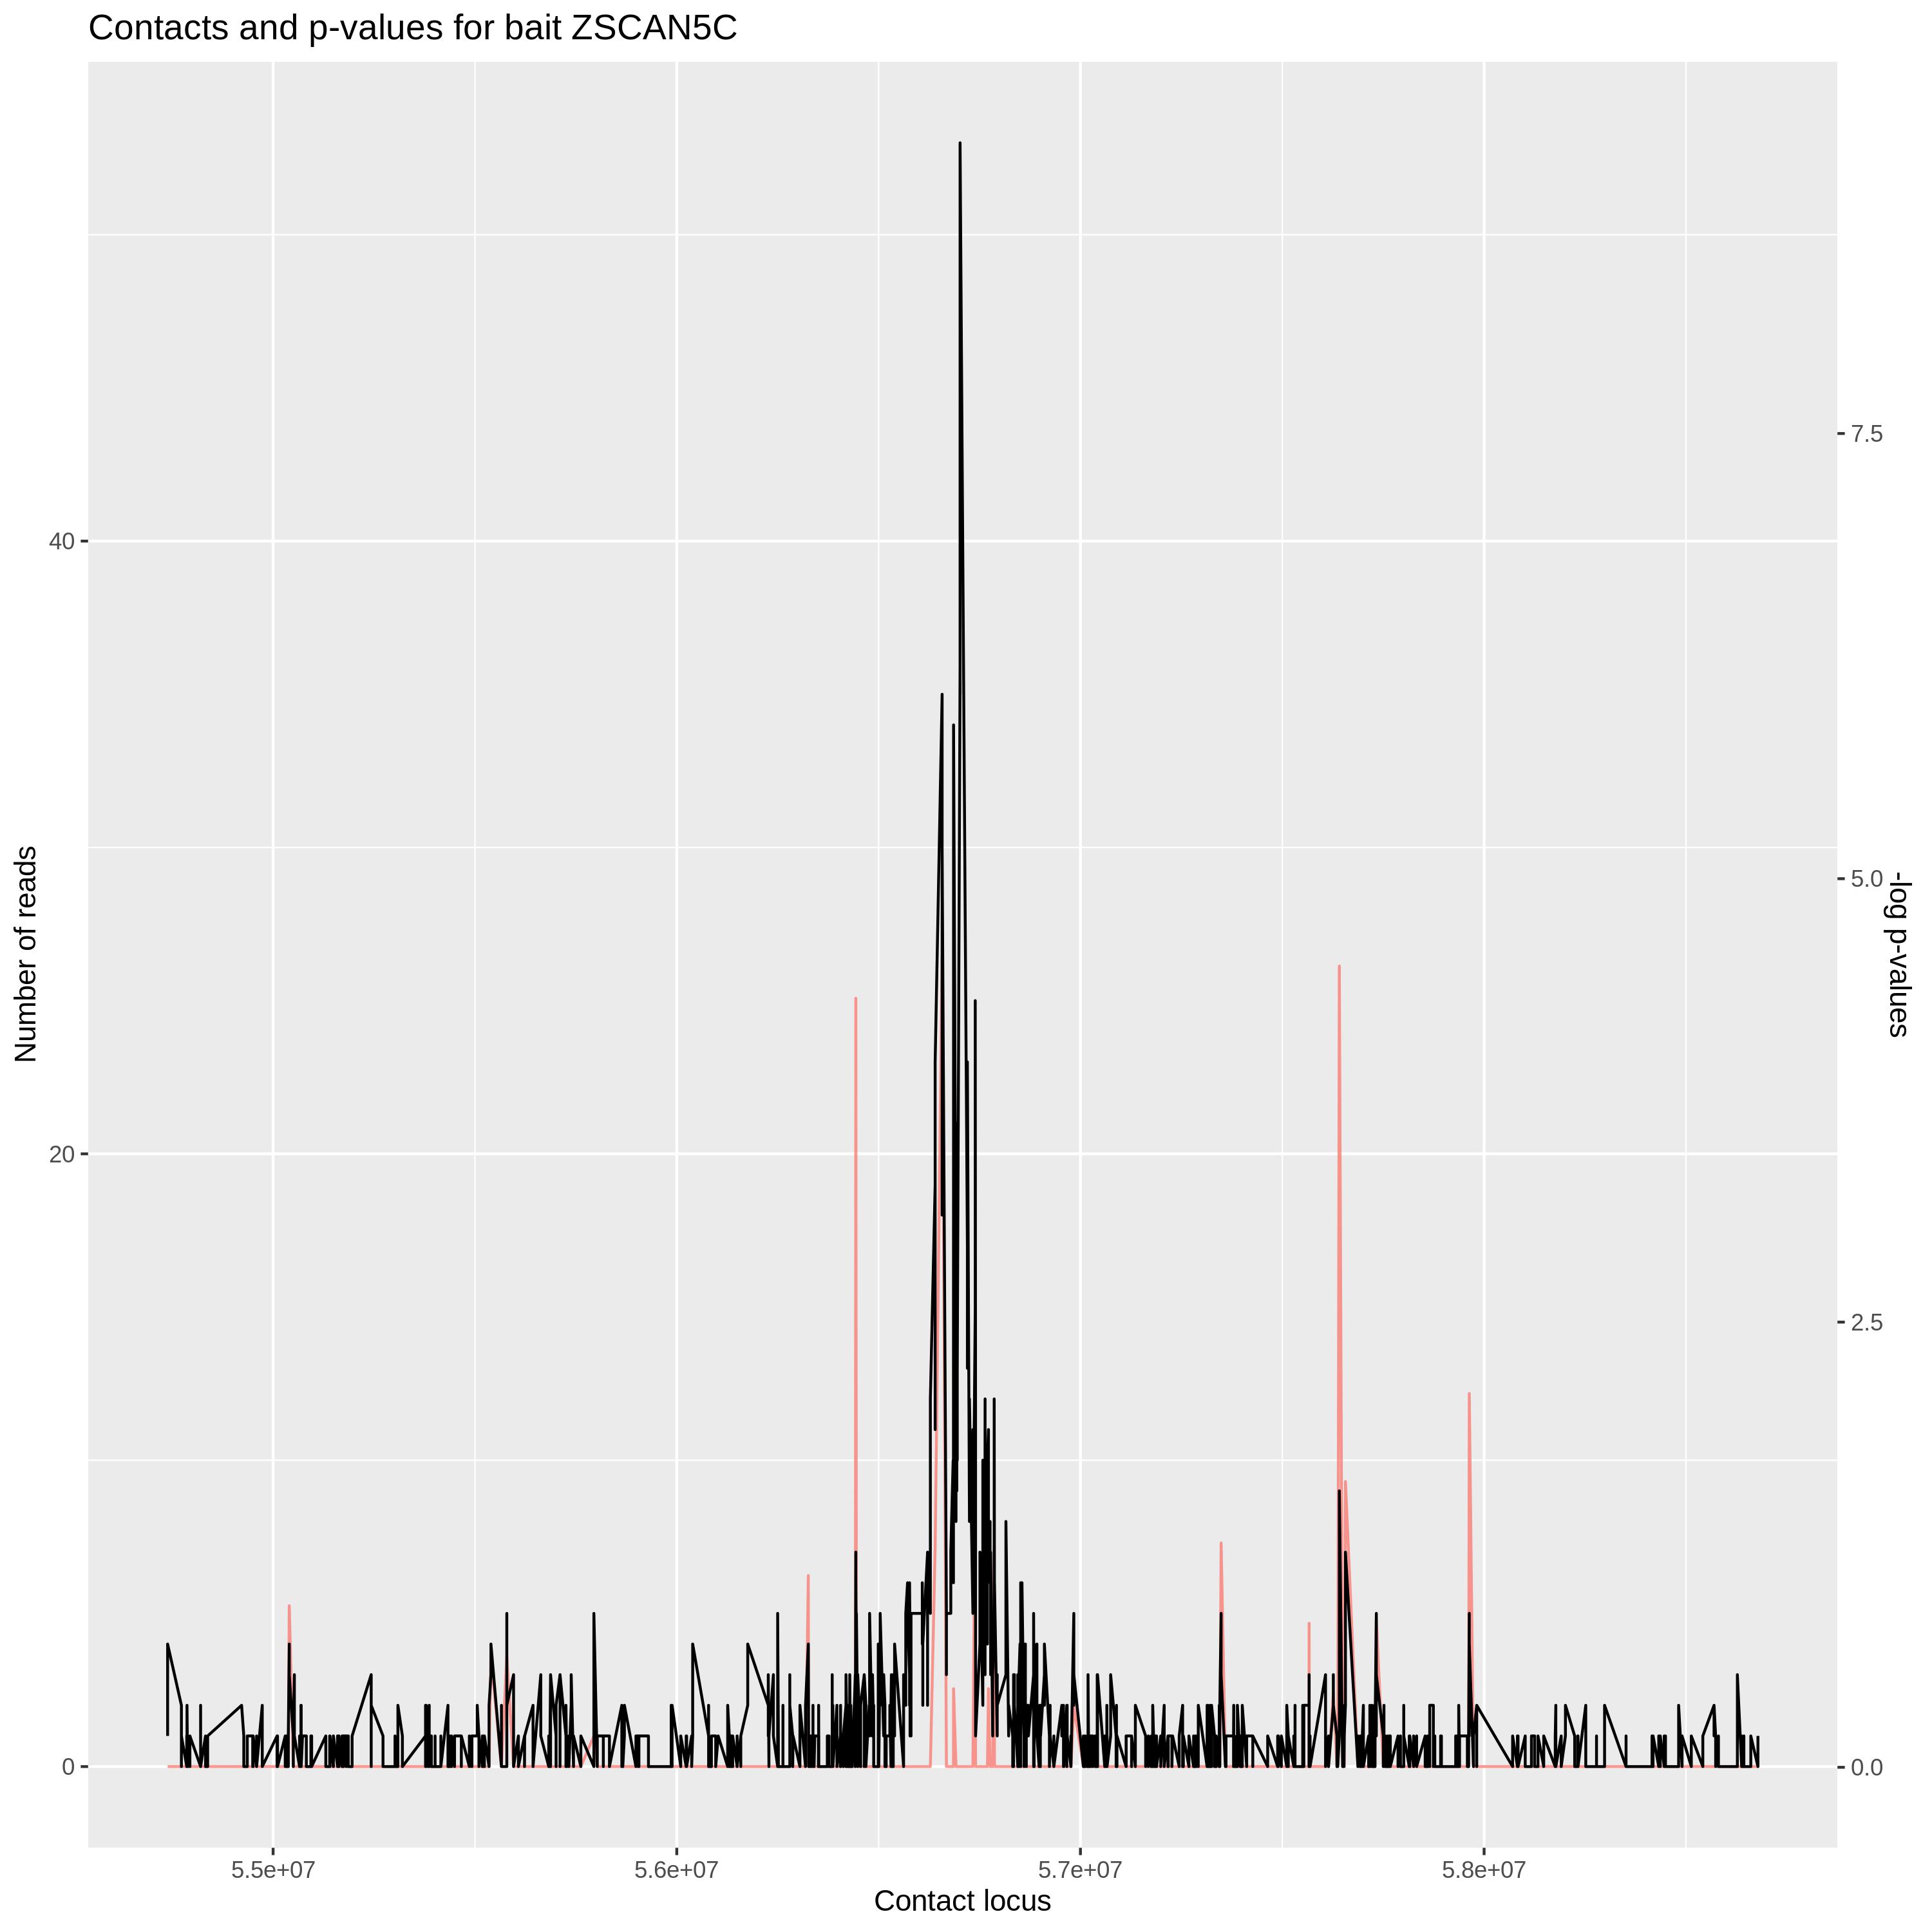 Contacts and p-values for bait ZSCAN5C
Number of reads
40
20
0
7.5
5.0
2.5
0.0
-log p-values
5.5e+07 5.6e+07 5.7e+07 5.8e+07
Contact locus